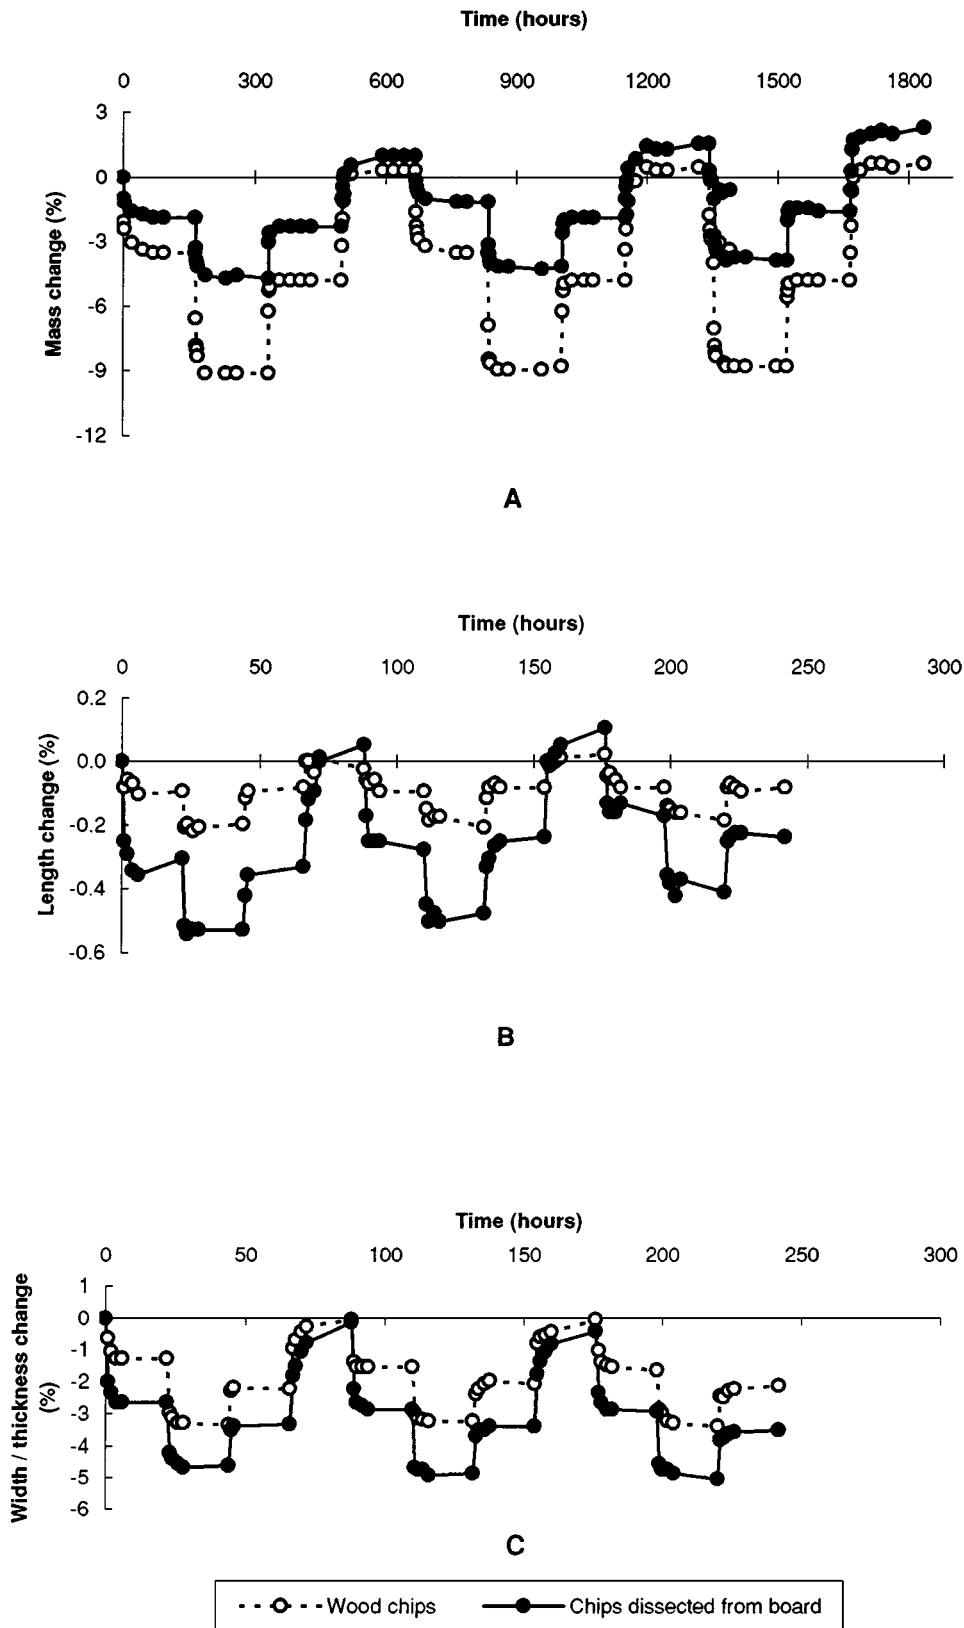 Time (hours)
0 300 600 900 1200 1500 1800
3
0
-3
-6
-9
-12
Mass change (%)
A
Time (hours)
0 50 100 150 200 250 300
0.2
0.0
-0.2
-0.4
-0.6
Length change (%)
B
Time (hours)
0 50 100 150 200 250 300
1
0
-1
-2
-3
-4
-5
-6
Width / thickness change
(%)
C
Wood chips Chips dissected from board